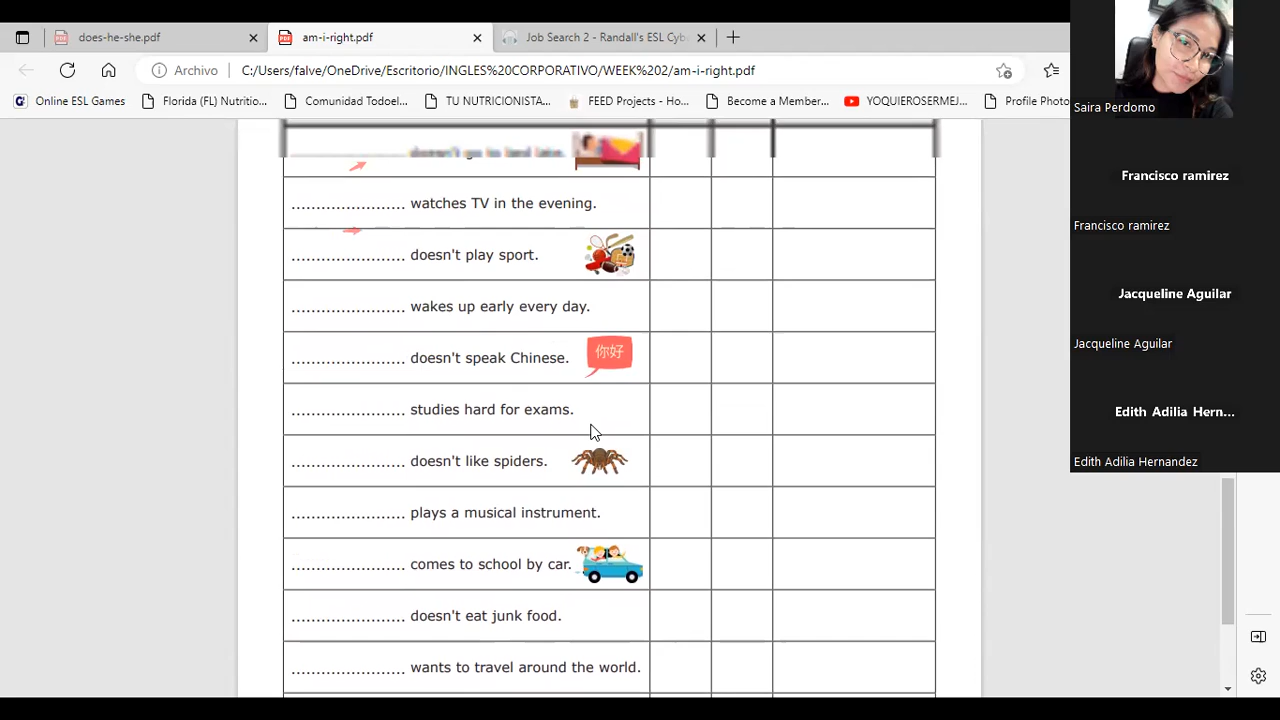 does-he-she.pdf
am-i-right.pdf
Job Search 2 - Randall's ESL Cyb
Archivo
C:/Users/falve/OneDrive/Escritorio/INGLES%20CORPORATIVO/WEEK%202/am-i-right.pdf
Online ESL Games
Florida (FL) Nutritio...
Comunidad Todoel...
TU NUTRICIONISTA...
FEED Projects - Ho...
Become a Member...
YOQUIEROSERMEJ...
Profile Photo
...................... doesn't go to bed late.
...................... watches TV in the evening.
...................... doesn't play sport.
...................... wakes up early every day.
...................... doesn't speak Chinese.
你好
...................... studies hard for exams.
...................... doesn't like spiders.
...................... plays a musical instrument.
...................... comes to school by car.
...................... doesn't eat junk food.
...................... wants to travel around the world.
Saira Perdomo
Francisco ramirez
Francisco ramirez
Jacqueline Aguilar
Jacqueline Aguilar
Edith Adilia Hern...
Edith Adilia Hernandez